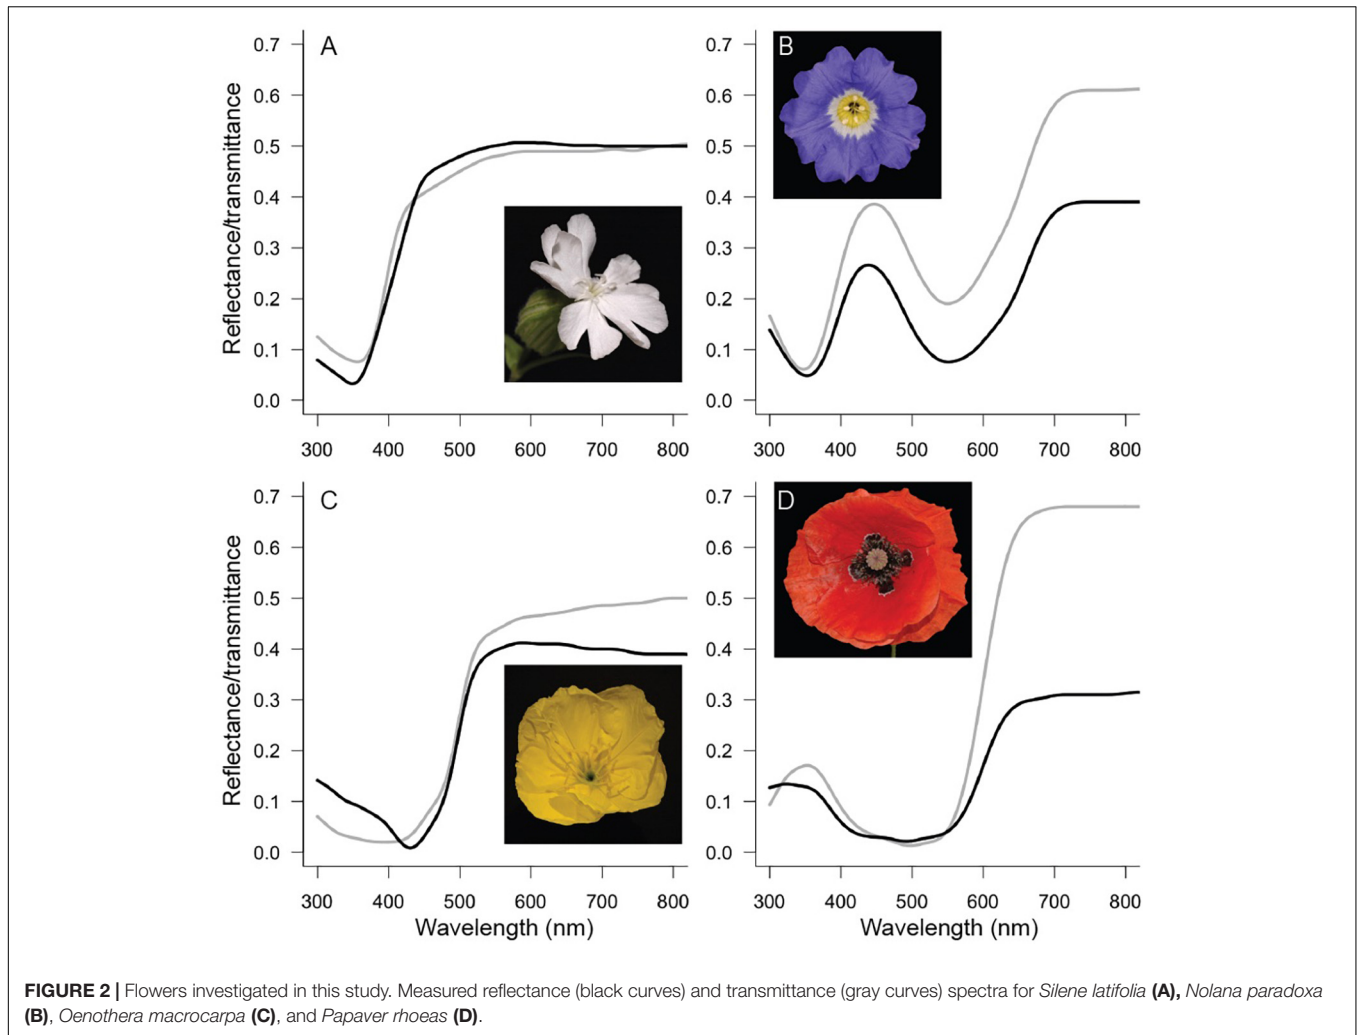 A
B
0.7
0.6
0.5
0.4
0.3
0.2
0.1
0.0
Reflectance/transmittance
0.7
0.6
0.5
0.4
0.3
0.2
0.1
0.0
300 400 500 600 700 800
300 400 500 600 700 800
C
D
0.7
0.6
0.5
0.4
0.3
0.2
0.1
0.0
Reflectance/transmittance
0.7
0.6
0.5
0.4
0.3
0.2
0.1
0.0
300 400 500 600 700 800
300 400 500 600 700 800
Wavelength (nm)
Wavelength (nm)
FIGURE 2 | Flowers investigated in this study. Measured reflectance (black curves) and transmittance (gray curves) spectra for Silene latifolia (A), Nolana paradoxa
(B), Oenothera macrocarpa (C), and Papaver rhoeas (D).